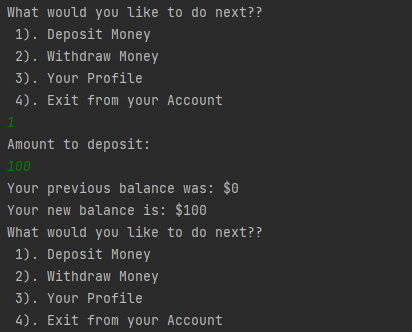 What would you like to do next??
1). Deposit Money
2). Withdraw Money
3). Your Profile
4). Exit from your Account
1
Amount to deposit:
100
Your previous balance was: $0
Your new balance is: $100
What would you like to do next??
1). Deposit Money
2). Withdraw Money
3). Your Profile
4). Exit from your Account